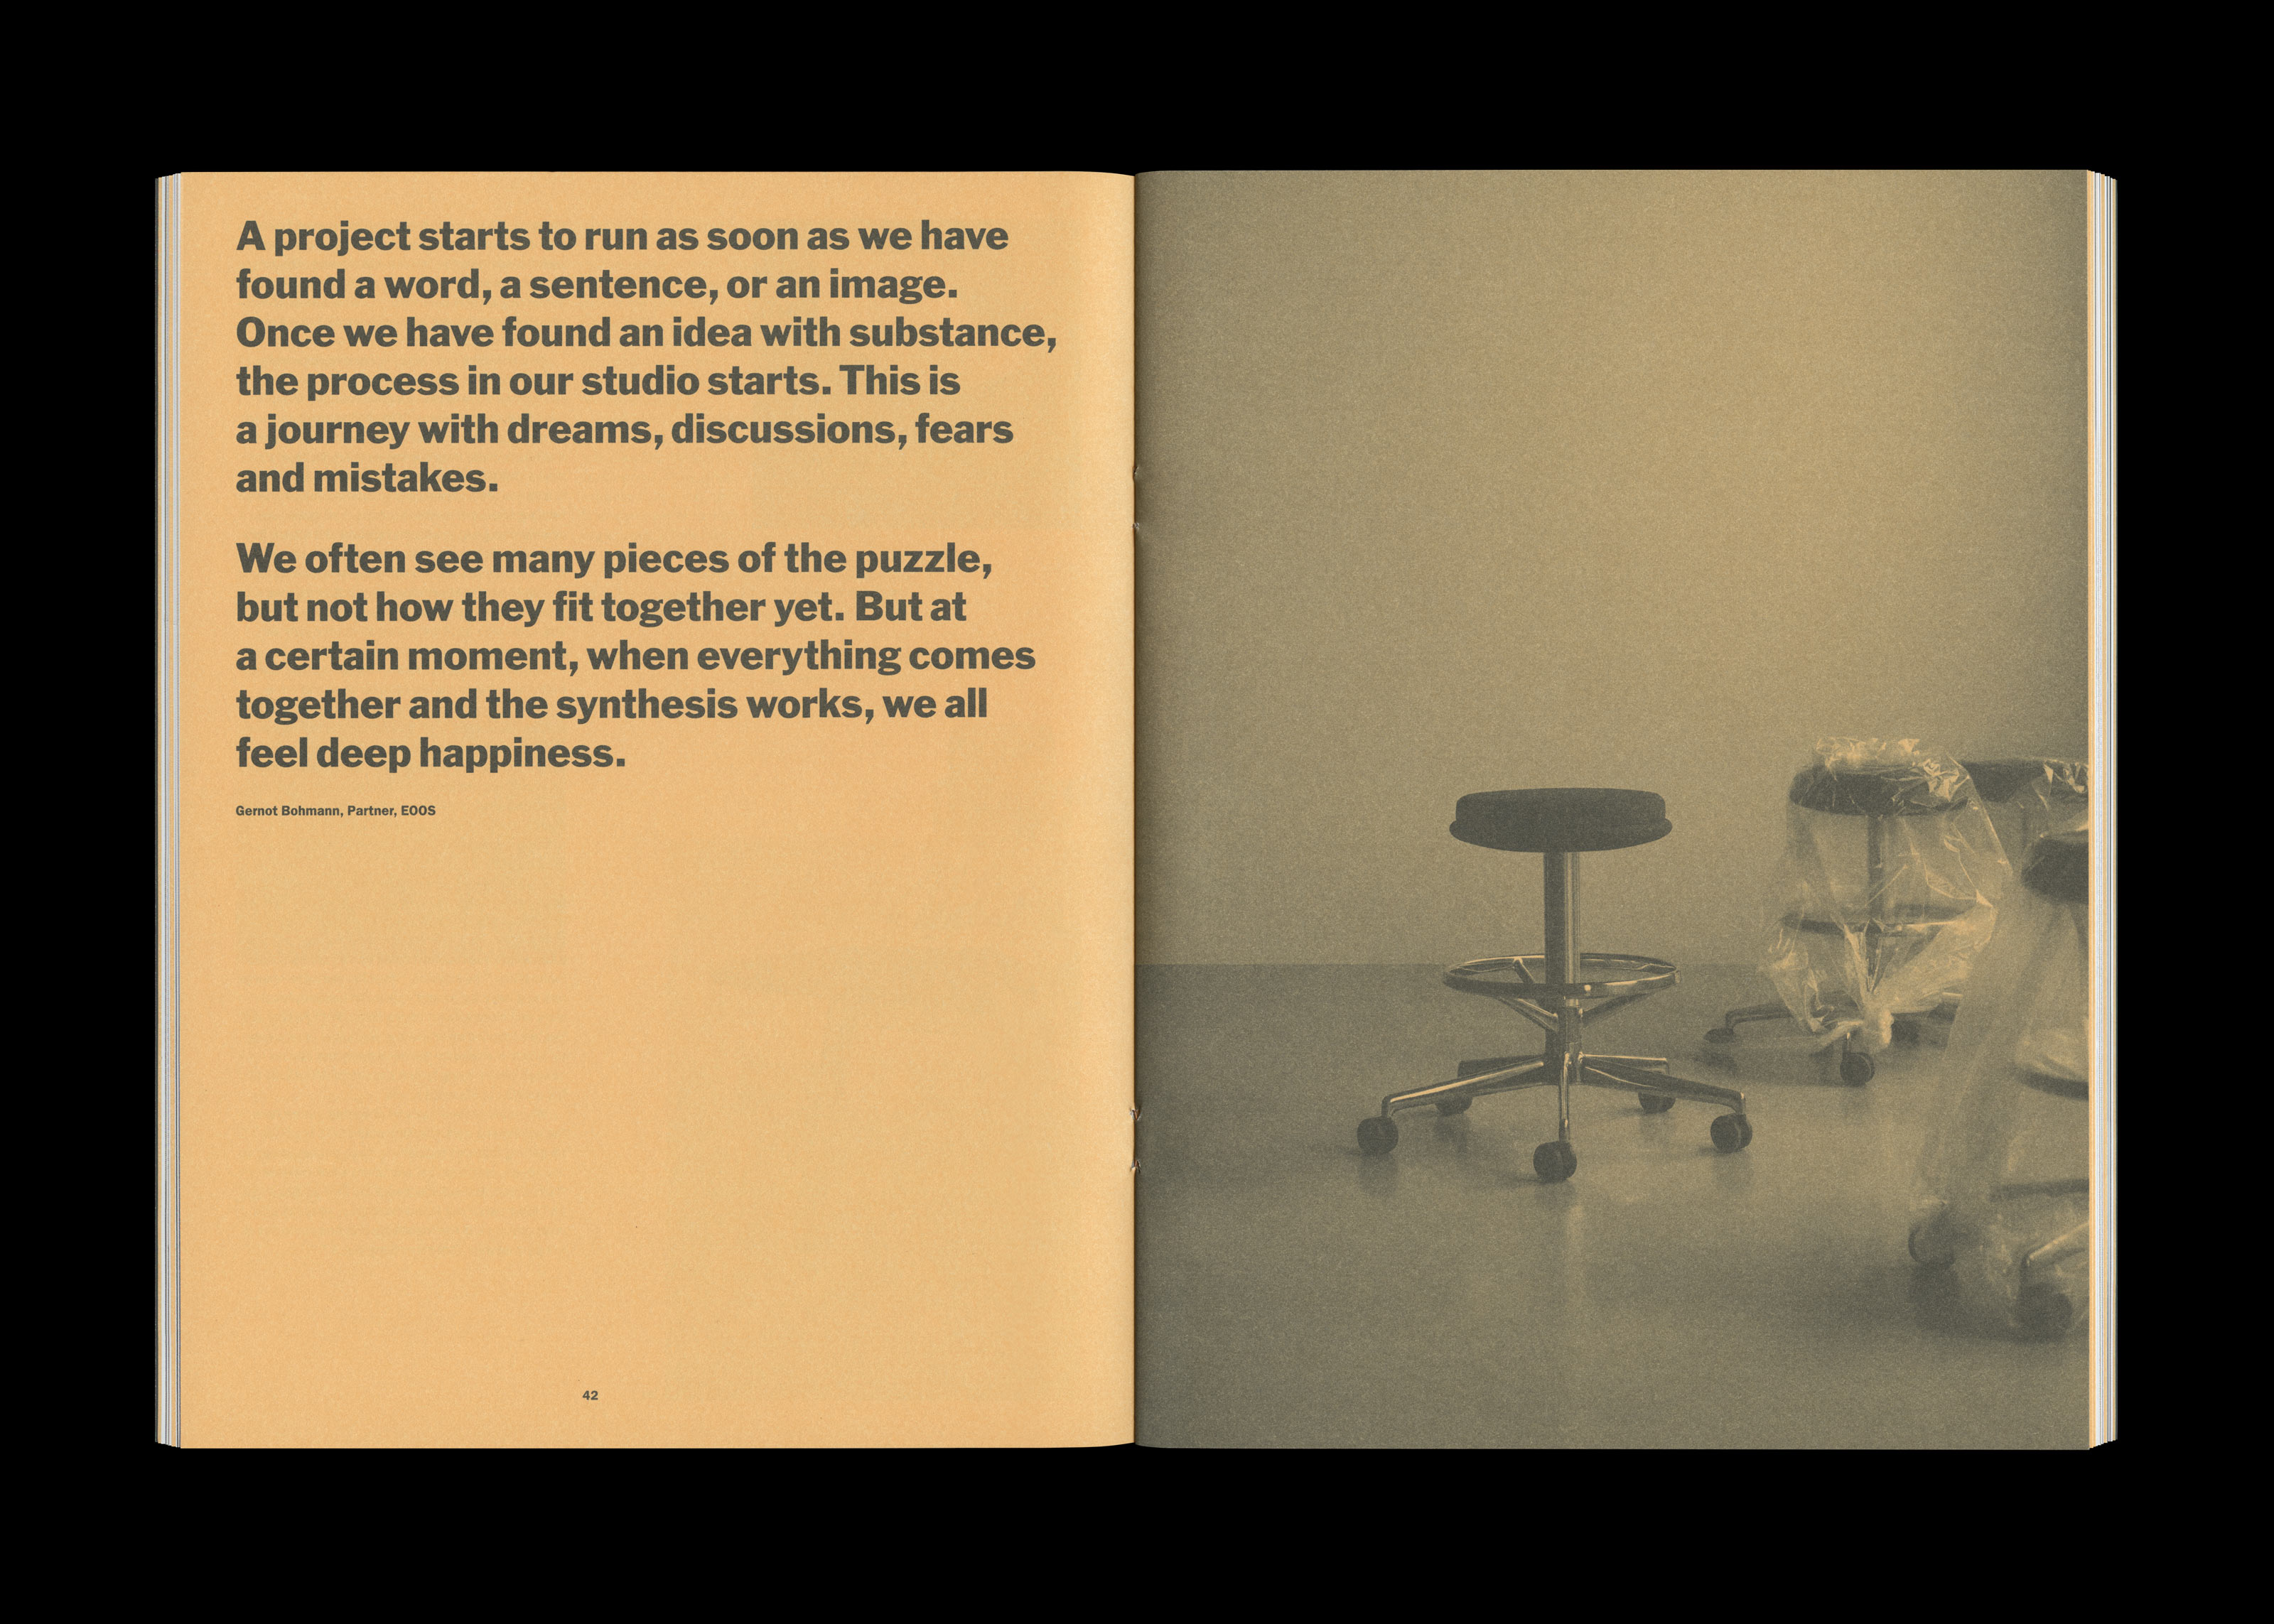 A project starts to run as soon as we have
found a word, a sentence, or an image.
Once we have found an idea with substance,
the process in our studio starts. This is
a journey with dreams, discussions, fears
and mistakes.
We often see many pieces of the puzzle,
but not how they fit together yet. But at
a certain moment, when everything comes
together and the synthesis works, we all
feel deep happiness.
Gernot Bohmann, Partner, EOOS
42